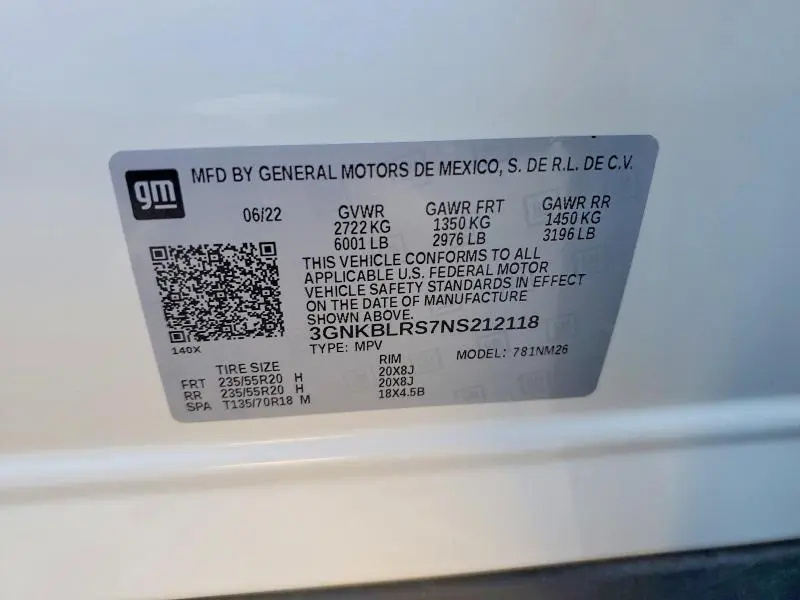 gm
MFD BY GENERAL MOTORS DE MEXICO, S. DE R.L. DE C.V.
06/22 GVWR GAWR FRT GAWR RR
2722 KG 1350 KG 1450 KG
6001 LB 2976 LB 3196 LB
THIS VEHICLE CONFORMS TO ALL
APPLICABLE U.S. FEDERAL MOTOR
VEHICLE SAFETY STANDARDS IN EFFECT
ON THE DATE OF MANUFACTURE
SHOWN ABOVE.
3GNKBLRS7NS212118
140X
TYPE: MPV MODEL: 781NM26
TIRE SIZE RIM
FRT 235/55R20 H 20X8J
RR 235/55R20 H 20X8J
SPA T135/70R18 M 18X4.5B